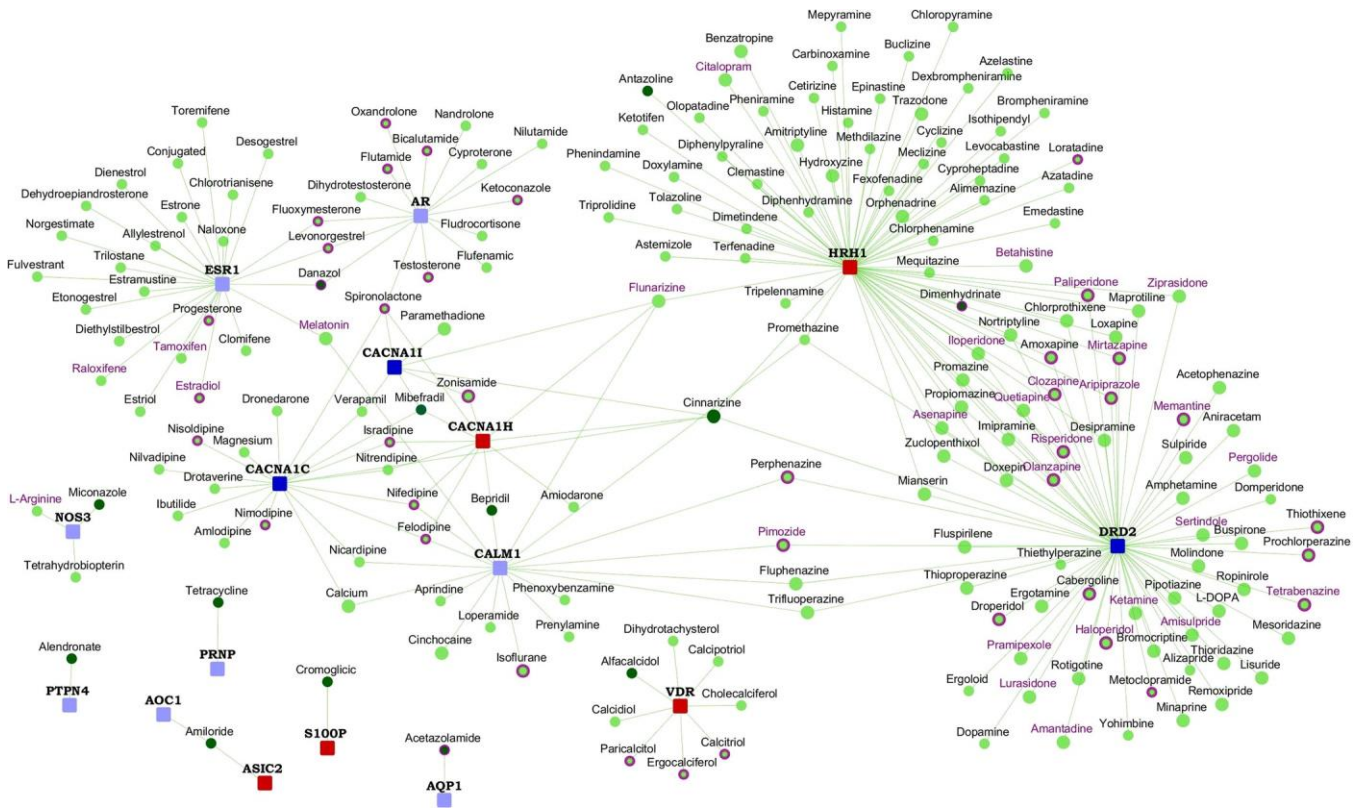 Mepyramine
Chloropyramine
Benzatropine
Carbinoxamine
Buclizine
Citalopram
Azelastine
Antazoline
Cetirizine
Epinastine
Dexbrompheniramine
Olopatadine
Pheniramine
Trazodone
Brompheniramine
Ketotifen
Histamine
Isothipendyl
Diphenylpyraline
Amitriptyline
Methdilazine
Cyclizine
Levocabastine
Loratadine
Phenindamine
Doxylamine
Hydroxyzine
Meclizine
Cyproheptadine
Clemastine
Fexofenadine
Alimemazine
Azatadine
Triprolidine
Tolazoline
Diphenhydramine
Orphenadrine
Dimetindene
Chlorphenamine
Emedastine
Astemizole
Terfenadine
HRH1
Mequitazine
Betahistine
Flunarizine
Tripelennamine
Dimenhydrinate
Paliperidone
Ziprasidone
Chlorprothixene
Maprotiline
Promethazine
Nortriptyline
Loxapine
Iloperidone
Amoxapine
Mirtazapine
Promazine
Clozapine
Aripiprazole
Acetophenazine
Propiomazine
Quetiapine
Memantine
Aniracetam
Asenapine
Imipramine
Desipramine
Zuclopenthixol
Risperidone
Sulpiride
Doxepin
Olanzapine
Pergolide
Mianserin
Amphetamine
Domperidone
Toremifene
Oxandrolone
Nandrolone
Conjugated
Desogestrel
Bicalutamide
Nilutamide
Dienestrol
Flutamide
Cyproterone
Dehydroepiandrosterone
Chlorotrianisene
Dihydrotestosterone
Ketoconazole
Norgestimate
Estrone
Fluoxymesterone
AR
Allylestrenol
Naloxone
Levonorgestrel
Fludrocortisone
Fulvestrant
Trilostane
ESR1
Danazol
Testosterone
Flufenamic
Estramustine
Etonogestrel
Spironolactone
Progesterone
Paramethadione
Diethylstilbestrol
Melatonin
Tamoxifen
Clomifene
CACNA1I
Raloxifene
Estradiol
Zonisamide
Estriol
Dronedarone
Verapamil
Mibefradil
Cinnarizine
Nisoldipine
Isradipine
CACNA1H
Magnesium
Nilvadipine
CACNA1C
Nitrendipine
Drotaverine
Perphenazine
L-Arginine
Miconazole
Ibutilide
Nimodipine
Nifedipine
Bepridil
Amiodarone
NOS3
Amlodipine
Felodipine
Tetrahydrobiopterin
Nicardipine
CALM1
Pimozide
Fluspirilene
DRD2
Sertindole
Buspirone
Thiothixene
Thiethylperazine
Molindone
Prochlorperazine
Fluphenazine
Thioproperazine
Cabergoline
Pipotiazine
Ropinirole
Calcium
Aprindine
Phenoxybenzamine
Trifluoperazine
Ergotamine
Ketamine
L-DOPA
Tetrabenazine
Tetracycline
Loperamide
Droperidol
Amisulpride
Mesoridazine
Cinchocaine
Prenylamine
Dihydrotachysterol
Haloperidol
Bromocriptine
Thioridazine
Pramipexole
Alendronate
PRNP
Isoflurane
Alfacalcidol
Calcipotriol
Rotigotine
Alizapride
Lisuride
Ergoloid
Lurasidone
Metoclopramide
Remoxipride
PTPN4
AOC1
Cromoglicic
VDR
Cholecalciferol
Minaprine
Calcidiol
Dopamine
Amantadine
Yohimbine
Amiloride
S100P
Acetazolamide
Paricalcitol
Calcitriol
Ergocalciferol
ASIC2
AQP1